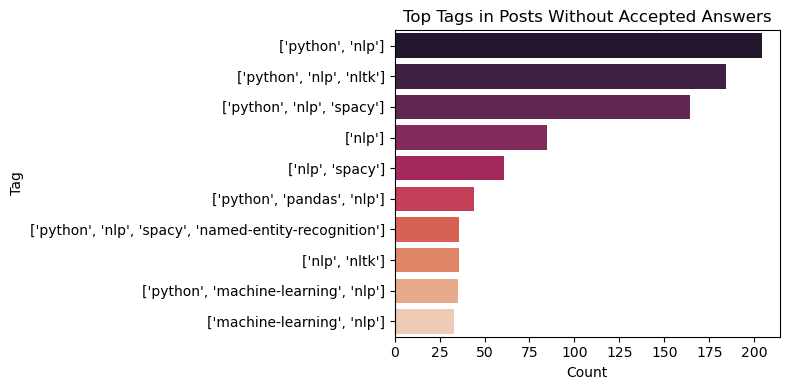 Top Tags in Posts Without Accepted Answers
Tag
['python', 'nlp']
['python', 'nlp', 'nltk']
['python', 'nlp', 'spacy']
['nlp']
['nlp', 'spacy']
['python', 'pandas', 'nlp']
['python', 'nlp', 'spacy', 'named-entity-recognition']
['nlp', 'nltk']
['python', 'machine-learning', 'nlp']
['machine-learning', 'nlp']
0 25 50 75 100 125 150 175 200
Count